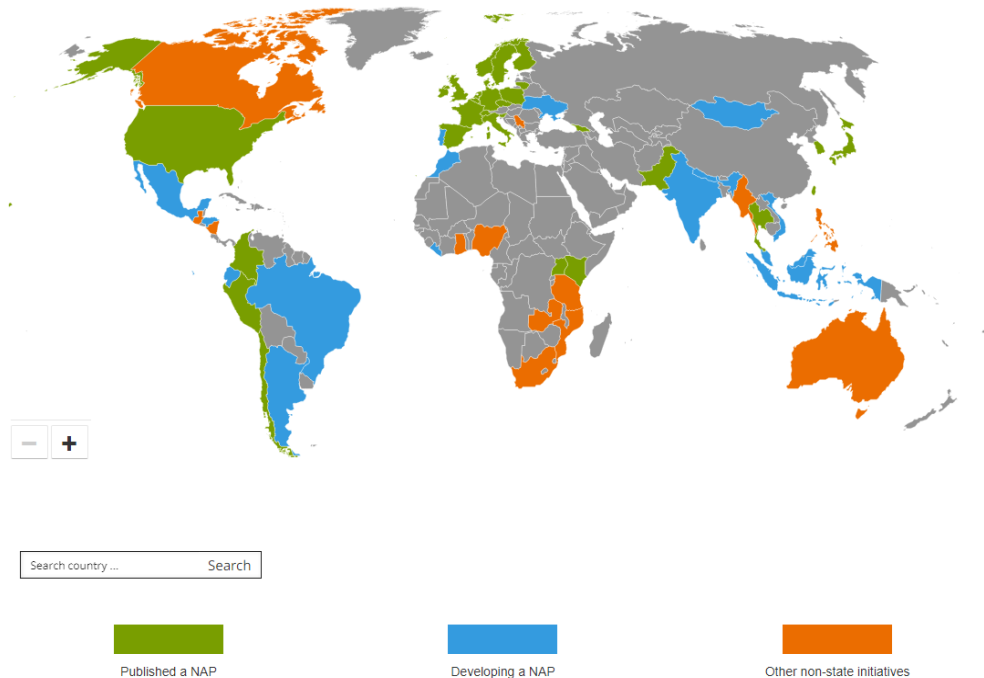 Search country ...
Search
Published a NAP
Developing a NAP
Other non-state initiatives